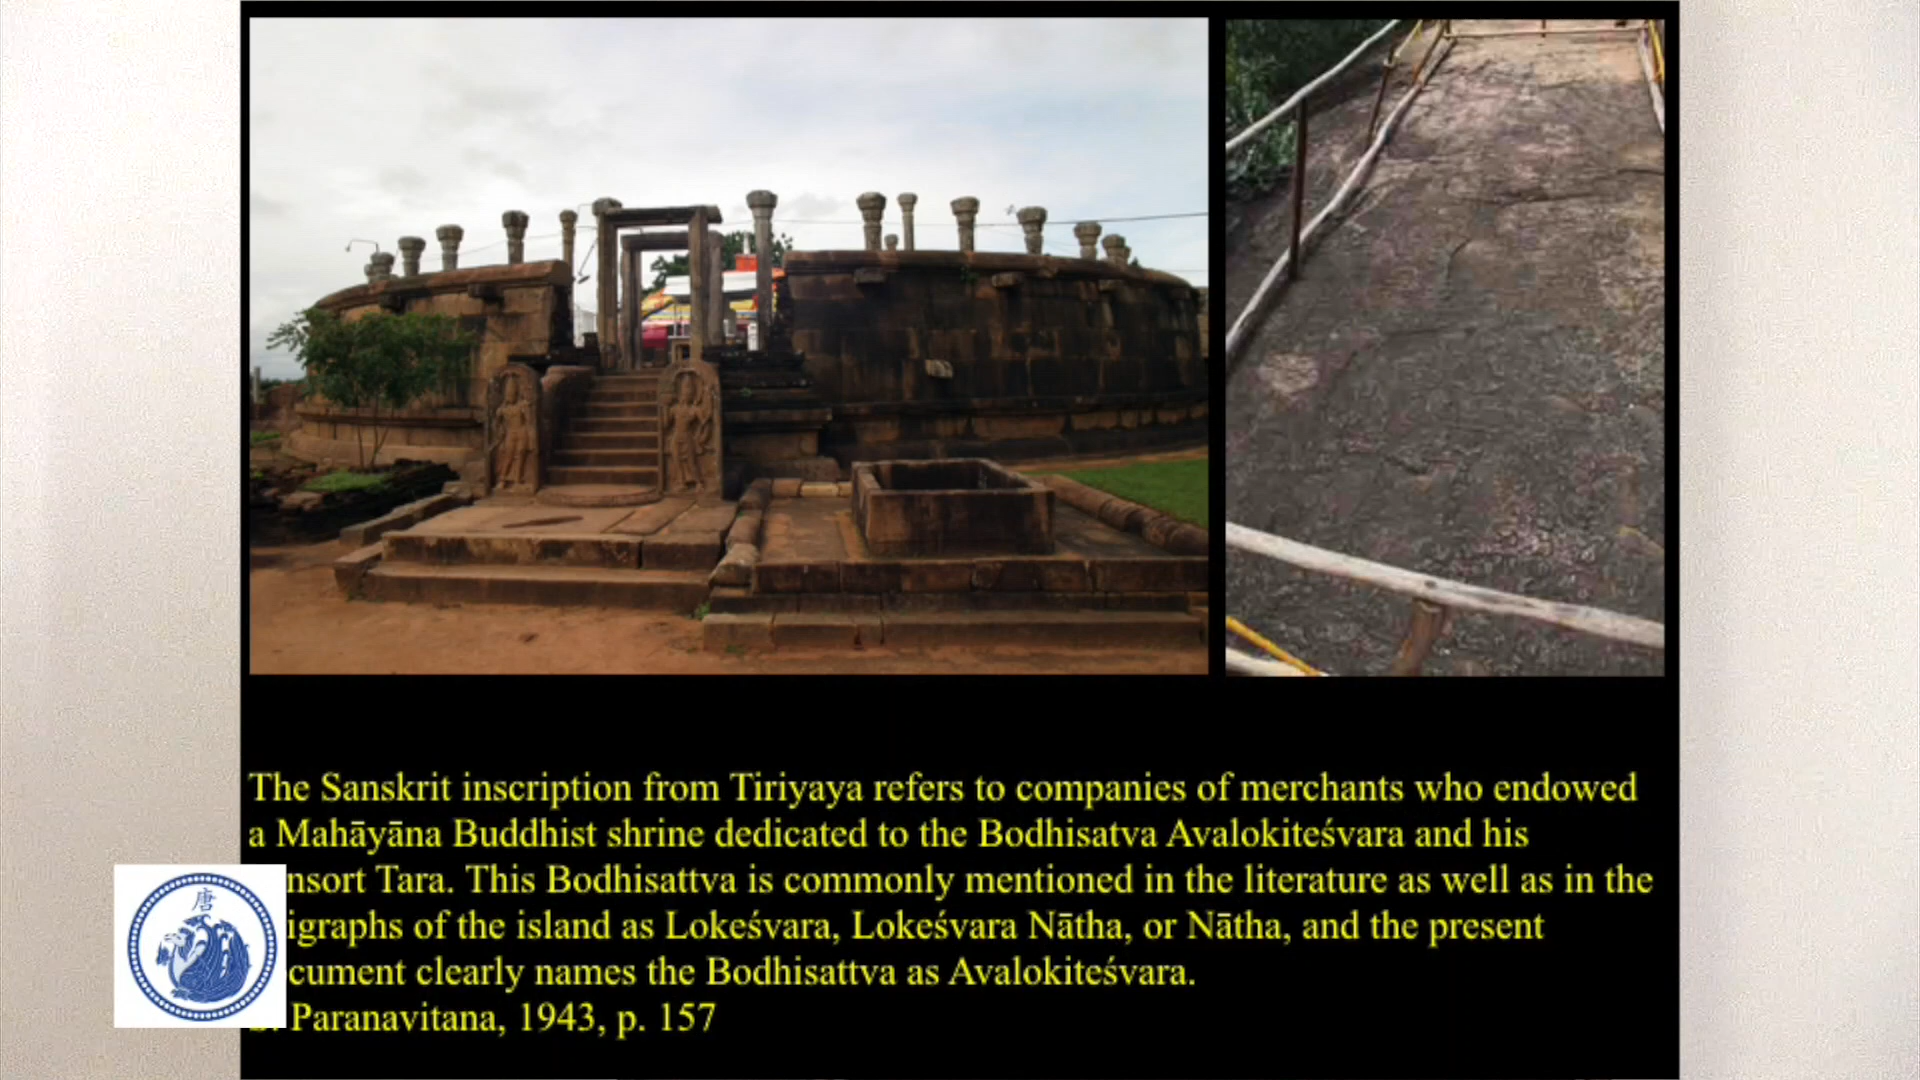 The Sanskrit inscription from Tiriyaya refers to companies of merchants who endowed
a Mahāyāna Buddhist shrine dedicated to the Bodhisatva Avalokiteśvara and his
nsort Tara. This Bodhisattva is commonly mentioned in the literature as well as in the
igraphs of the island as Lokeśvara, Lokeśvara Nātha, or Nātha, and the present
cument clearly names the Bodhisattva as Avalokiteśvara.
Paranavitana, 1943, p. 157
唐